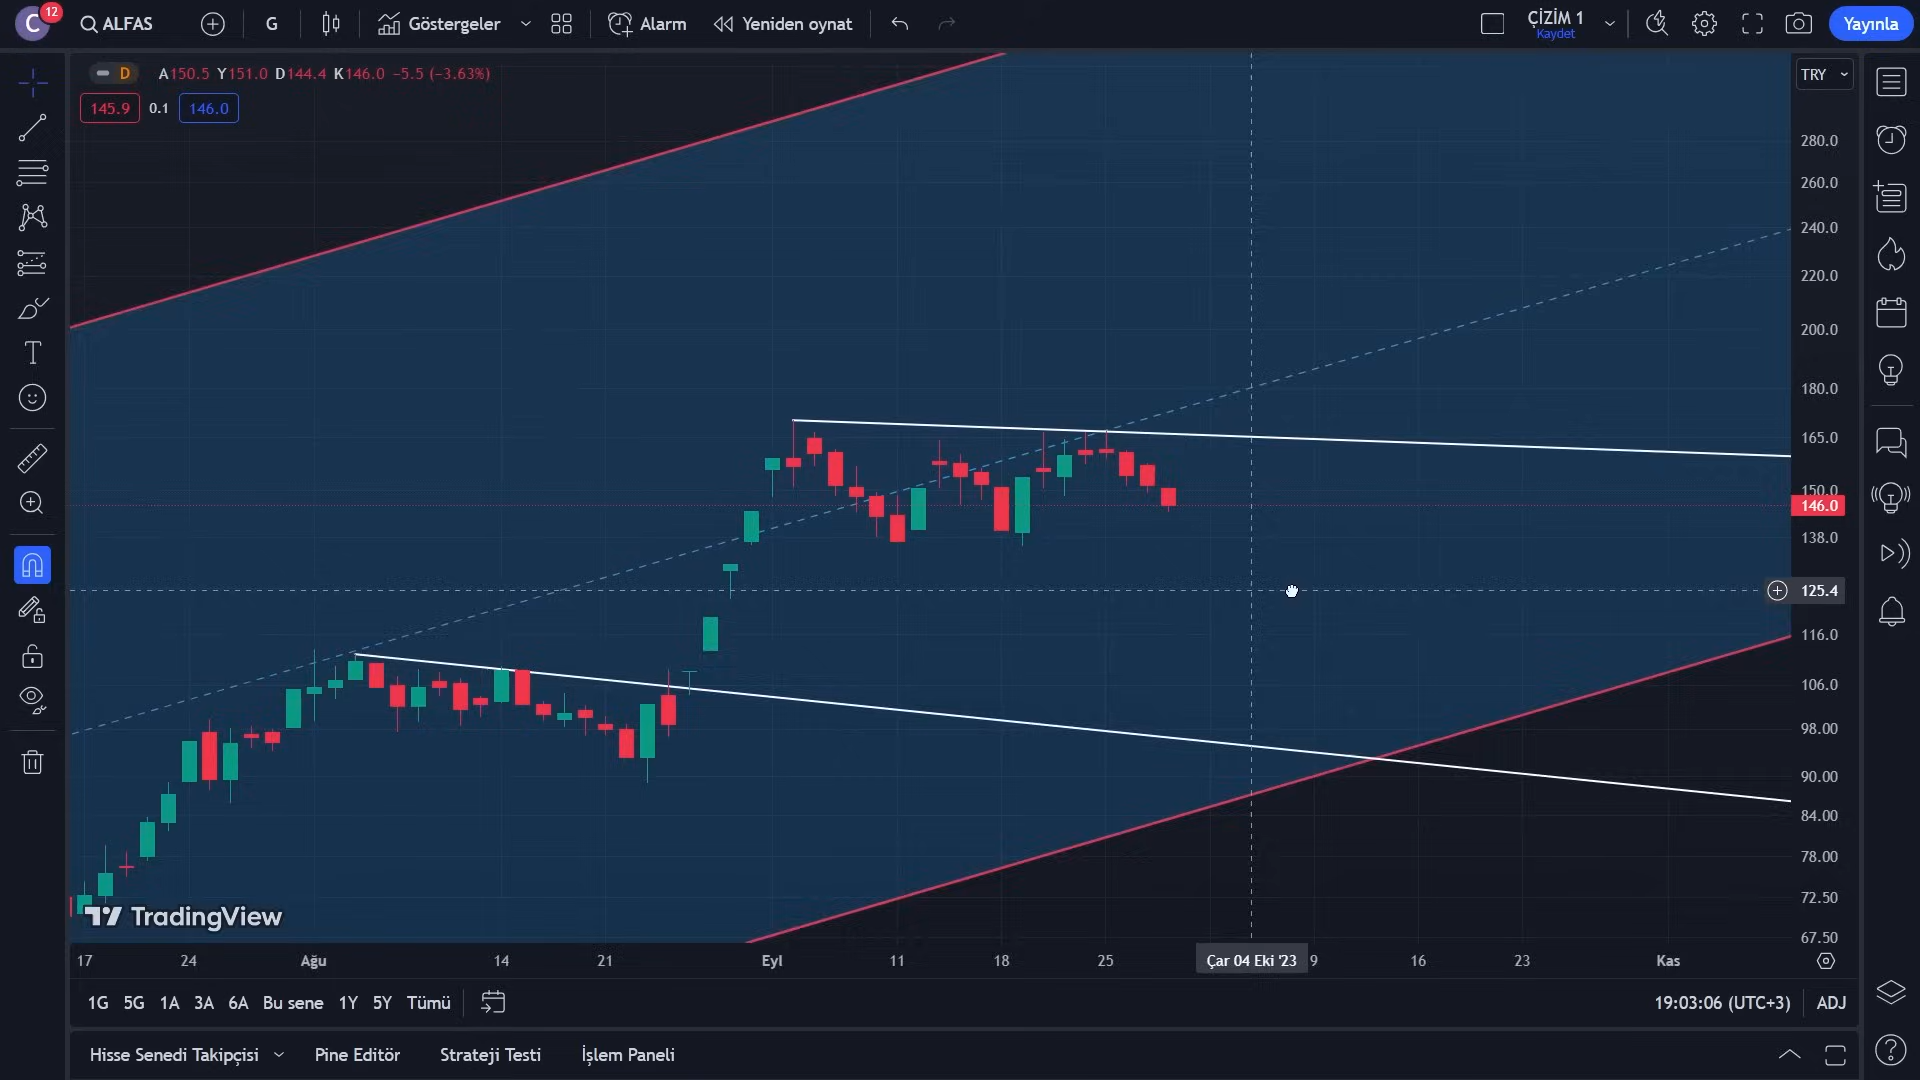 C 12 ALFAS G Göstergeler Alarm Yeniden oynat ÇİZİM 1 Kaydet Yayınla
D A150.5 Y151.0 D144.4 K146.0 −5.5 (−3.63%)
TRY
145.9 0.1 146.0
280.0
260.0
240.0
220.0
200.0
180.0
165.0
150.0
146.0
138.0
125.4
116.0
106.0
98.00
90.00
84.00
78.00
72.50
67.50
TradingView
17 24 Ağu 14 21 Eyl 11 18 25 Çar 04 Eki '23 9 16 23 Kas
1G 5G 1A 3A 6A Bu sene 1Y 5Y Tümü 19:03:06 (UTC+3) ADJ
Hisse Senedi Takipçisi Pine Editör Strateji Testi İşlem Paneli